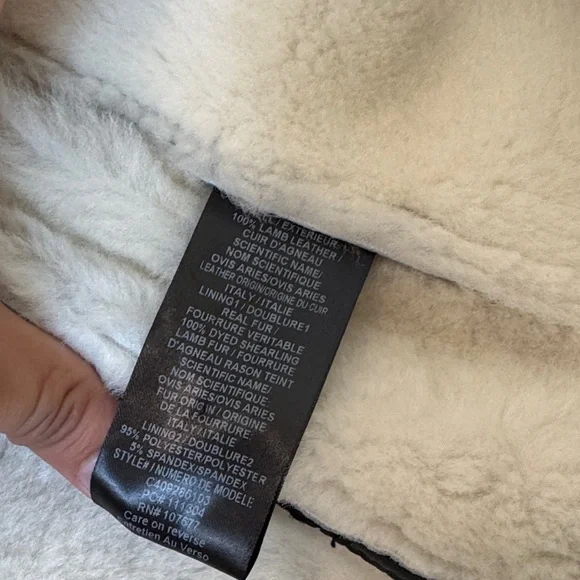 EXTERIEUR
100% LAMB LEATHER/
CUIR D'AGNEAU
SCIENTIFIC NAME/
NOM SCIENTIFIQUE
OVIS ARIES/OVIS ARIES
LEATHER ORIGIN/ORIGINE DU CUIR
ITALY / ITALIE
LINING1 / DOUBLURE1
REAL FUR /
FOURRURE VERITABLE
100% DYED SHEARLING
LAMB FUR / FOURRURE
D'AGNEAU RASON TEINT
SCIENTIFIC NAME/
NOM SCIENTIFIQUE:
OVIS ARIES/OVIS ARIES
FUR ORIGIN / ORIGINE
DE LA FOURRURE:
ITALY/ITALIE
LINING2 / DOUBLURE2
95% POLYESTER/POLYESTER
5% SPANDEX/SPANDEX
STYLE# / NUMERO DE MODELE:
RN# 107677
Care on reverse
Entretien Au Verso